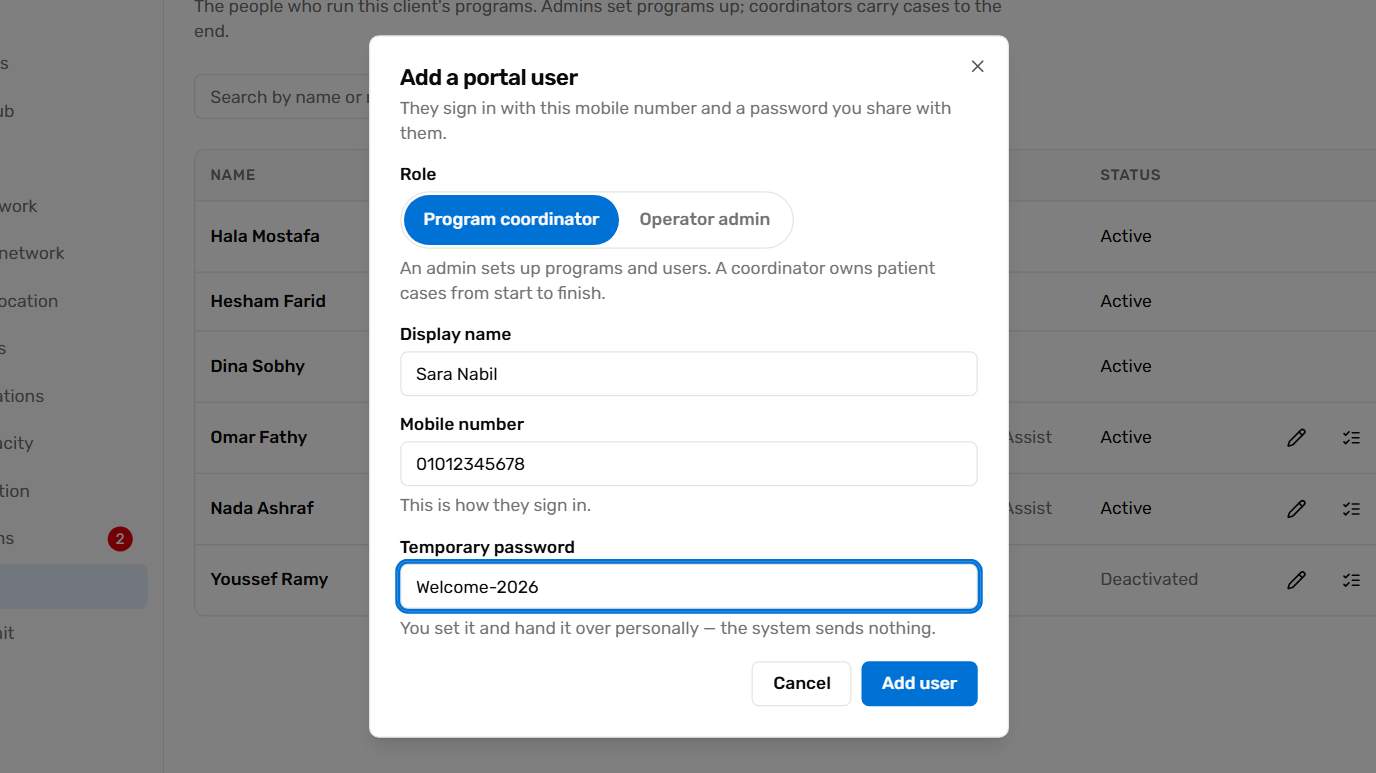 The people who run this client's programs. Admins set programs up; coordinators carry cases to the
end.
Search by name or
NAME
STATUS
Hala Mostafa
Active
Hesham Farid
Active
Dina Sobhy
Active
Omar Fathy
Assist
Active
Nada Ashraf
Assist
Active
Youssef Ramy
Deactivated
work
network
ocation
ations
acity
tion
2
Add a portal user
They sign in with this mobile number and a password you share with
them.
Role
Program coordinator
Operator admin
An admin sets up programs and users. A coordinator owns patient
cases from start to finish.
Display name
Sara Nabil
Mobile number
01012345678
This is how they sign in.
Temporary password
Welcome-2026
You set it and hand it over personally — the system sends nothing.
Cancel
Add user